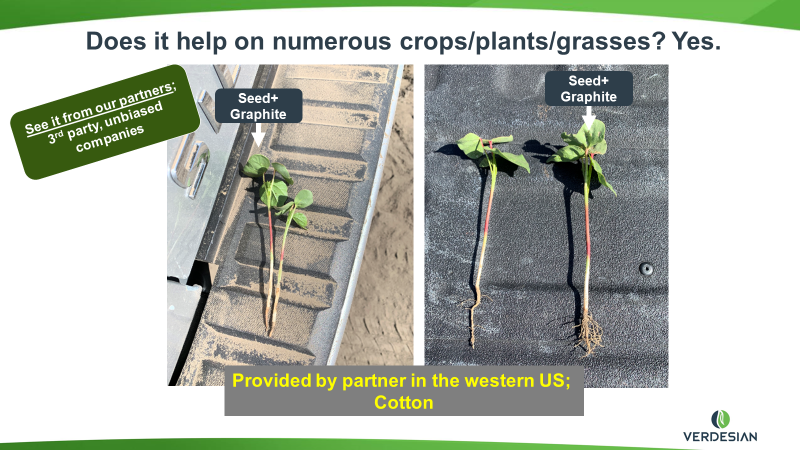 Does it help on numerous crops/plants/grasses? Yes.
See it from our partners;
3rd party, unbiased
companies
Seed+
Graphite
Seed+
Graphite
Provided by partner in the western US;
Cotton
VERDESIAN